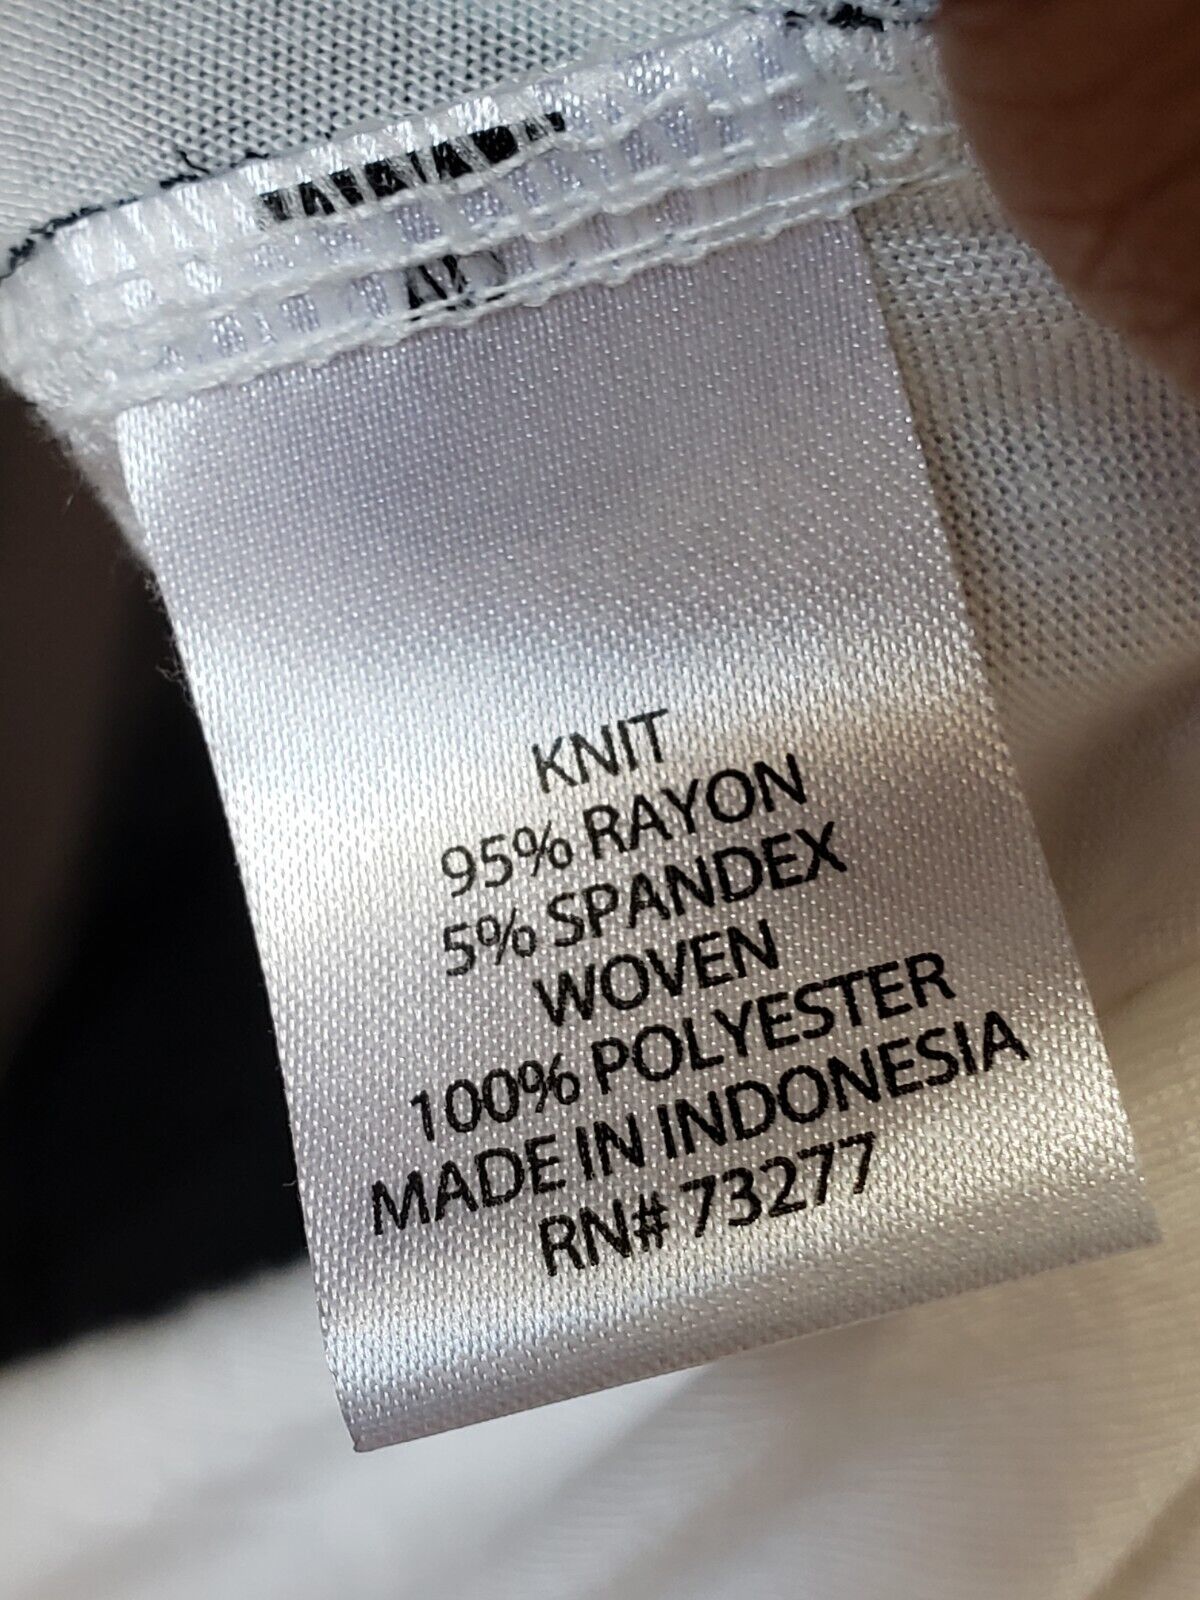 KNIT
95% RAYON
5% SPANDEX
WOVEN
100% POLYESTER
MADE IN INDONESIA
RN# 73277